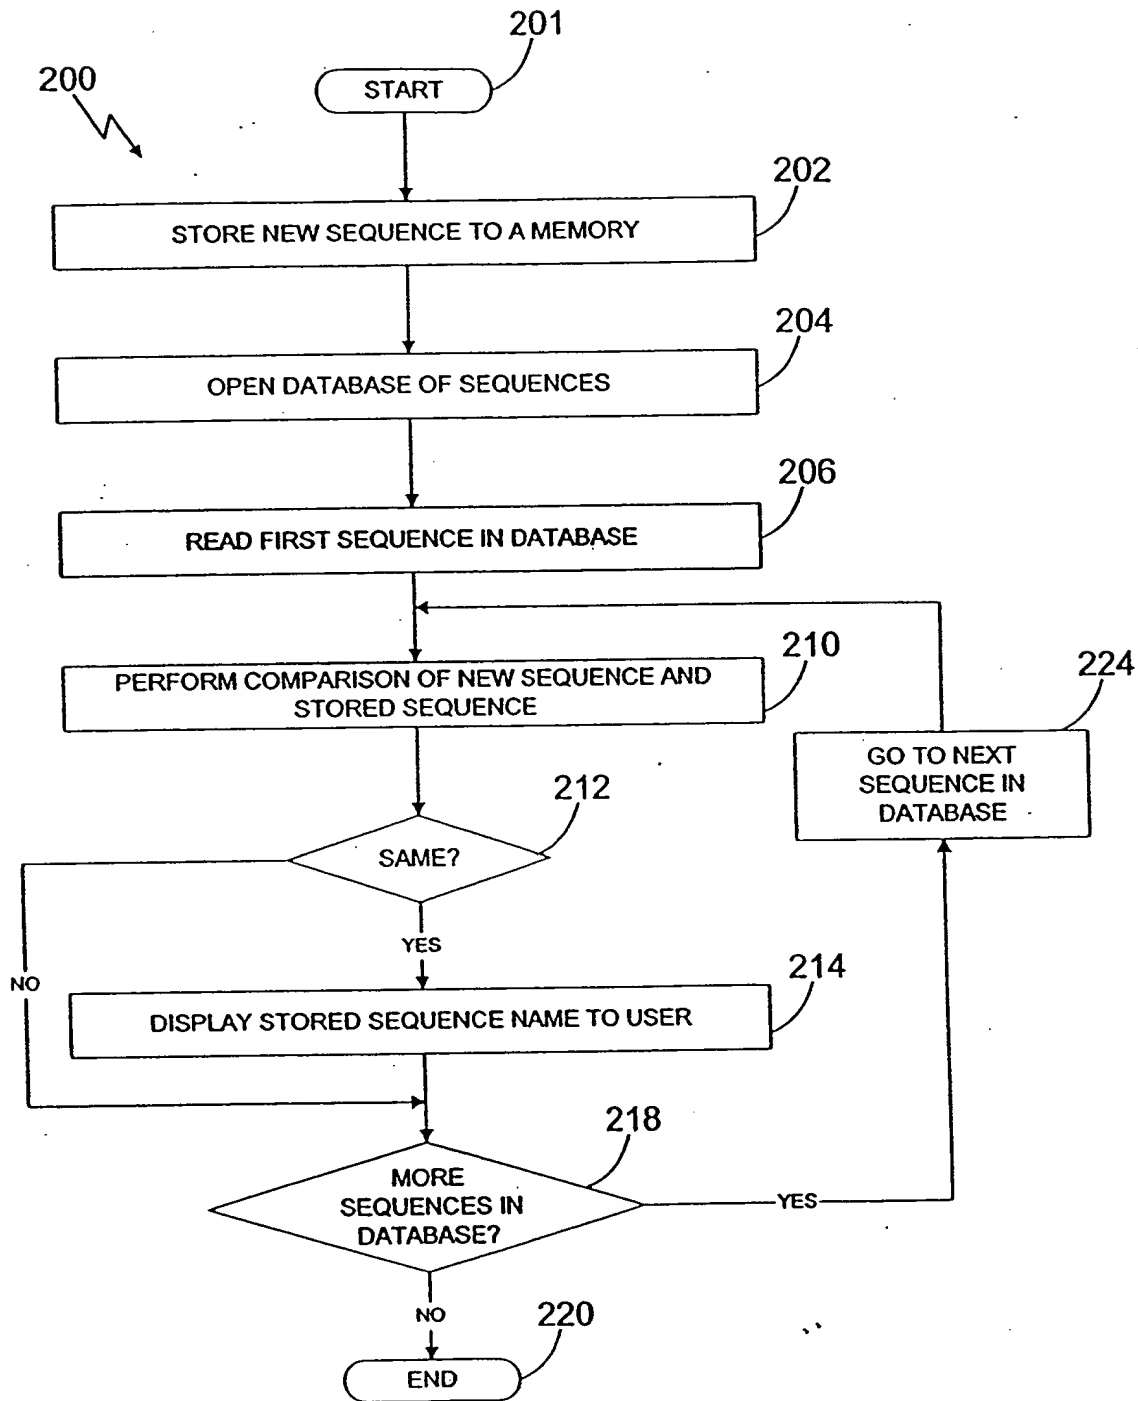 201
200
START
202
STORE NEW SEQUENCE TO A MEMORY
204
OPEN DATABASE OF SEQUENCES
206
READ FIRST SEQUENCE IN DATABASE
210
PERFORM COMPARISON OF NEW SEQUENCE AND
STORED SEQUENCE
224
GO TO NEXT
SEQUENCE IN
DATABASE
212
SAME?
YES
NO
214
DISPLAY STORED SEQUENCE NAME TO USER
218
MORE
SEQUENCES IN
DATABASE?
YES
NO
220
END